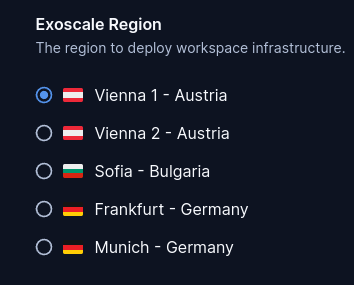 Exoscale Region
The region to deploy workspace infrastructure.
Vienna 1 - Austria
Vienna 2 - Austria
Sofia - Bulgaria
Frankfurt - Germany
Munich - Germany